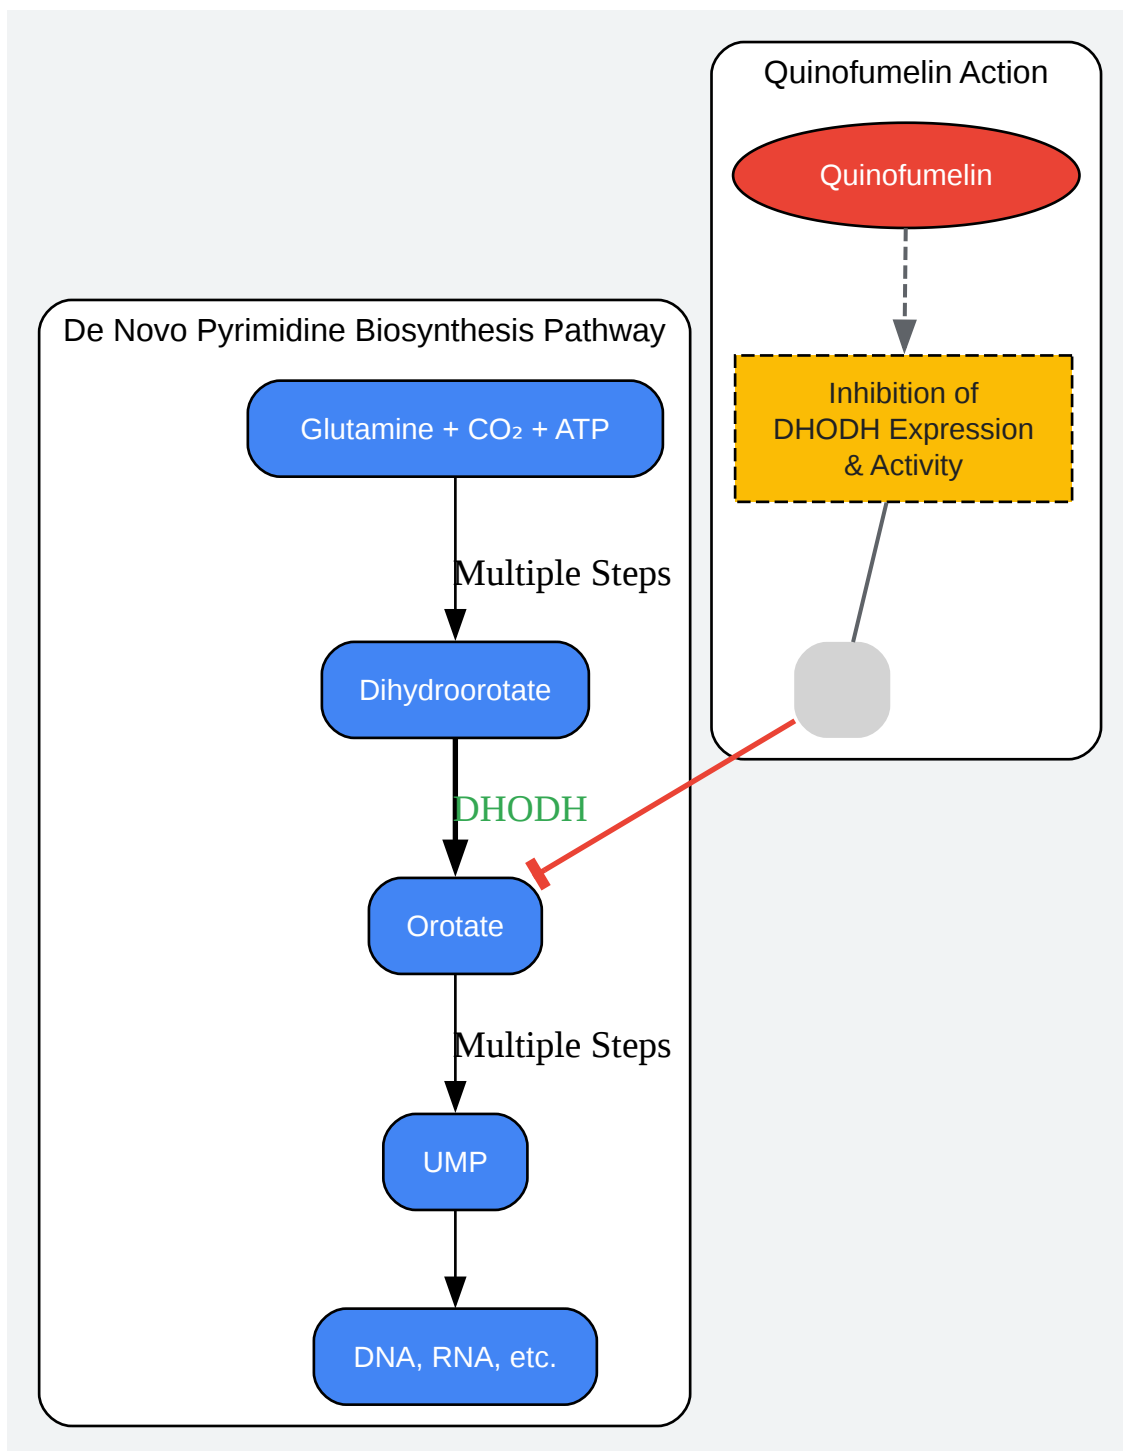 Quinofumelin Action
Quinofumelin
Inhibition of
DHODH Expression
& Activity
De Novo Pyrimidine Biosynthesis Pathway
Glutamine + CO₂ + ATP
Multiple Steps
Dihydroorotate
DHODH
Orotate
Multiple Steps
UMP
DNA, RNA, etc.